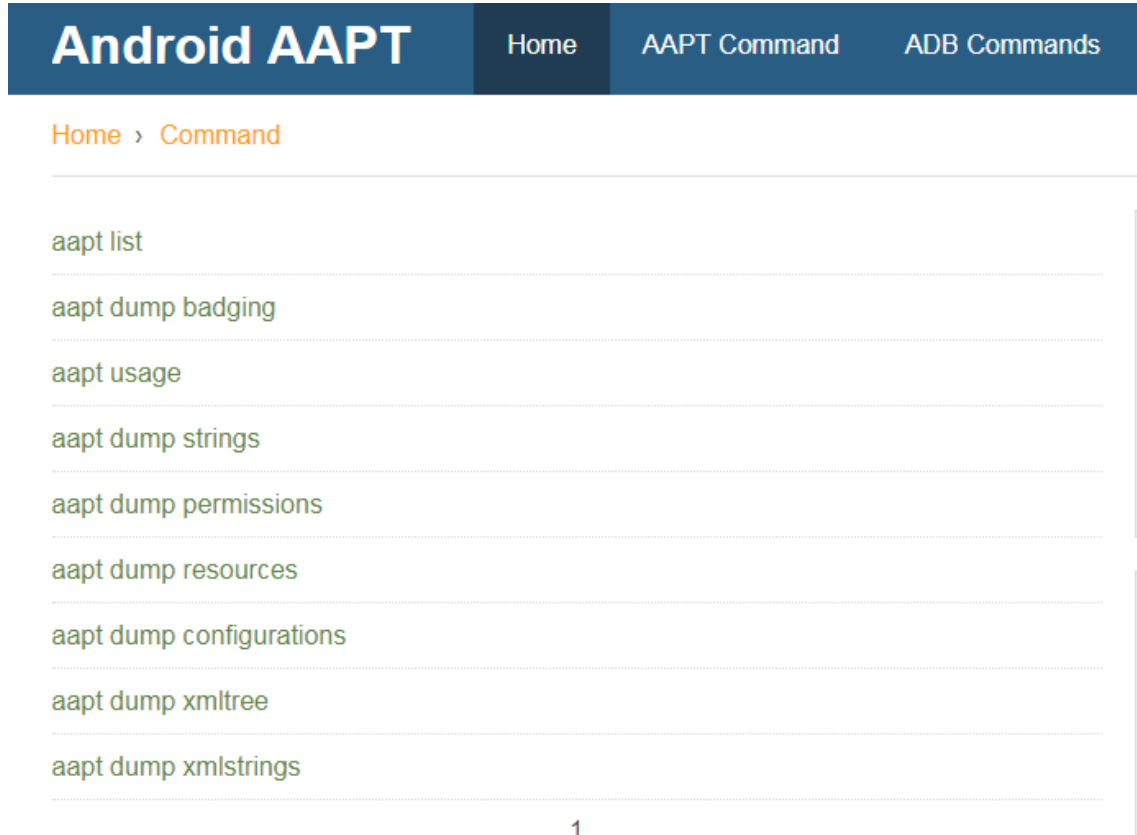 Android AAPT Home AAPT Command ADB Commands
Home › Command
aapt list
aapt dump badging
aapt usage
aapt dump strings
aapt dump permissions
aapt dump resources
aapt dump configurations
aapt dump xmltree
aapt dump xmlstrings
1